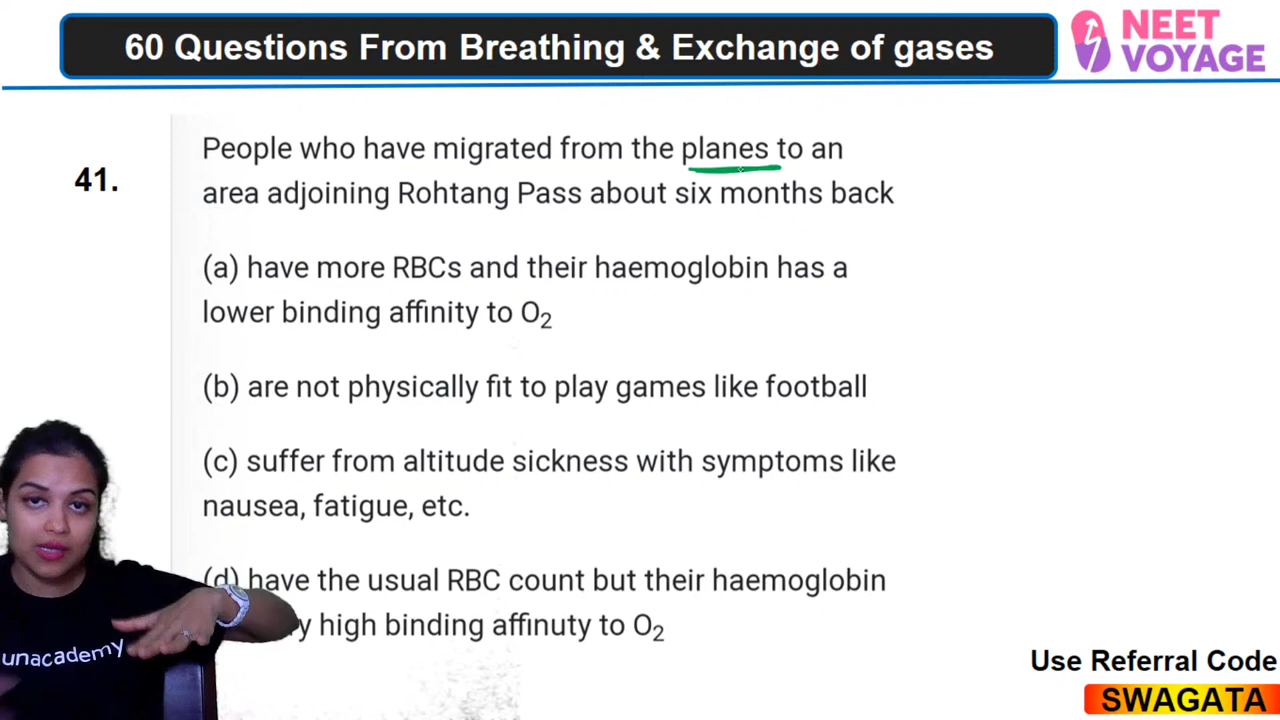 60 Questions From Breathing & Exchange of gases
NEET
VOYAGE
41.
People who have migrated from the planes to an
area adjoining Rohtang Pass about six months back
(a) have more RBCs and their haemoglobin has a
lower binding affinity to O₂
(b) are not physically fit to play games like football
(c) suffer from altitude sickness with symptoms like
nausea, fatigue, etc.
(d) have the usual RBC count but their haemoglobin
high binding affinuty to O₂
unacademy
Use Referral Code
SWAGATA